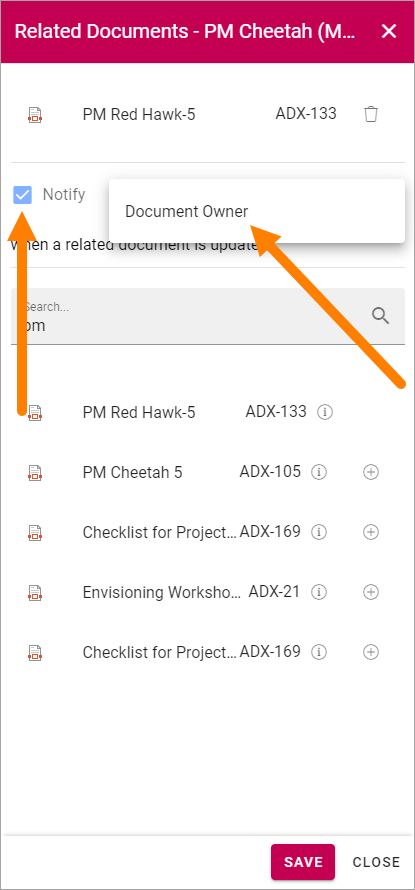 Related Documents - PM Cheetah (M...
PM Red Hawk-5 ADX-133
Notify
Document Owner
when a related document is update
Search...
pm
PM Red Hawk-5 ADX-133
PM Cheetah 5 ADX-105
Checklist for Project... ADX-169
Envisioning Worksho... ADX-21
Checklist for Project... ADX-169
SAVE CLOSE